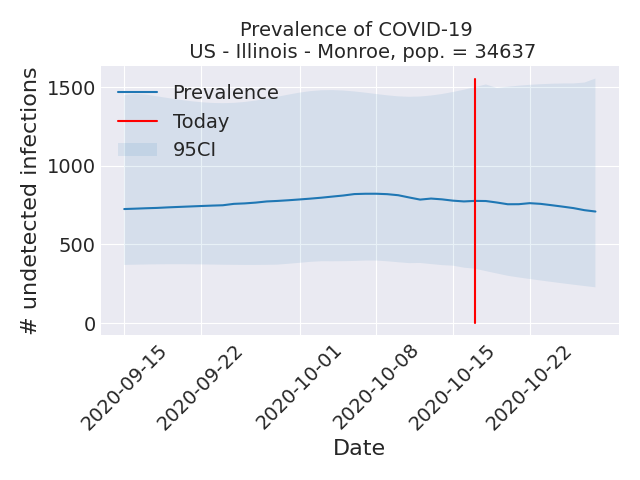 Prevalence of COVID-19
US - Illinois - Monroe, pop. = 34637
# undetected infections
1500
1000
500
0
Prevalence
Today
95CI
2020-09-15
2020-09-22
2020-10-01
2020-10-08
2020-10-15
2020-10-22
Date